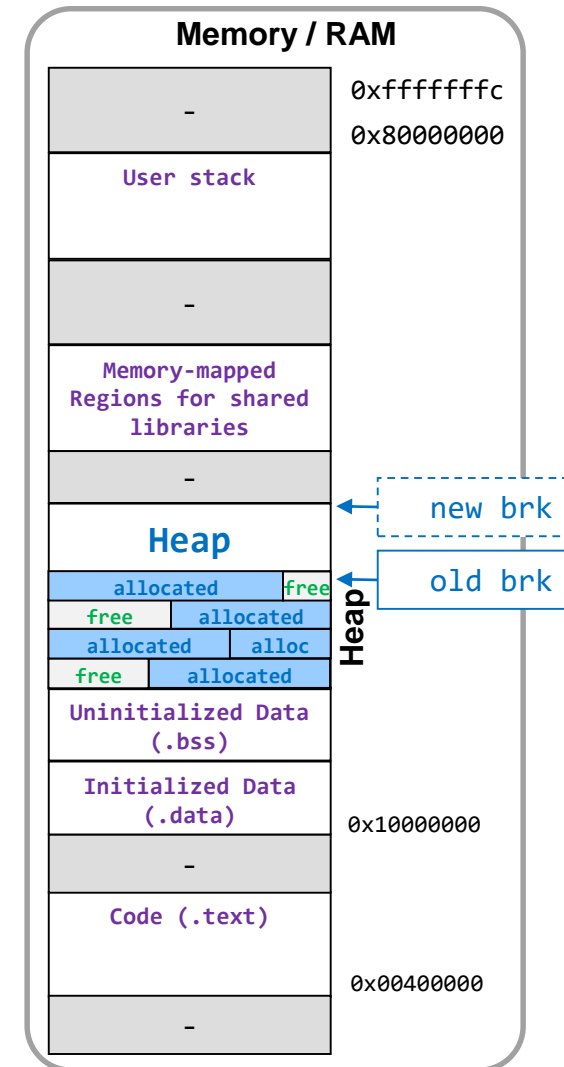 Memory / RAM
-
0xfffffffc
0x80000000
User stack
-
Memory-mapped
Regions for shared
libraries
-
new brk
Heap
old brk
allocated free
free allocated
allocated alloc
free allocated
Heap
Uninitialized Data
(.bss)
Initialized Data
(.data)
0x10000000
-
Code (.text)
0x00400000
-